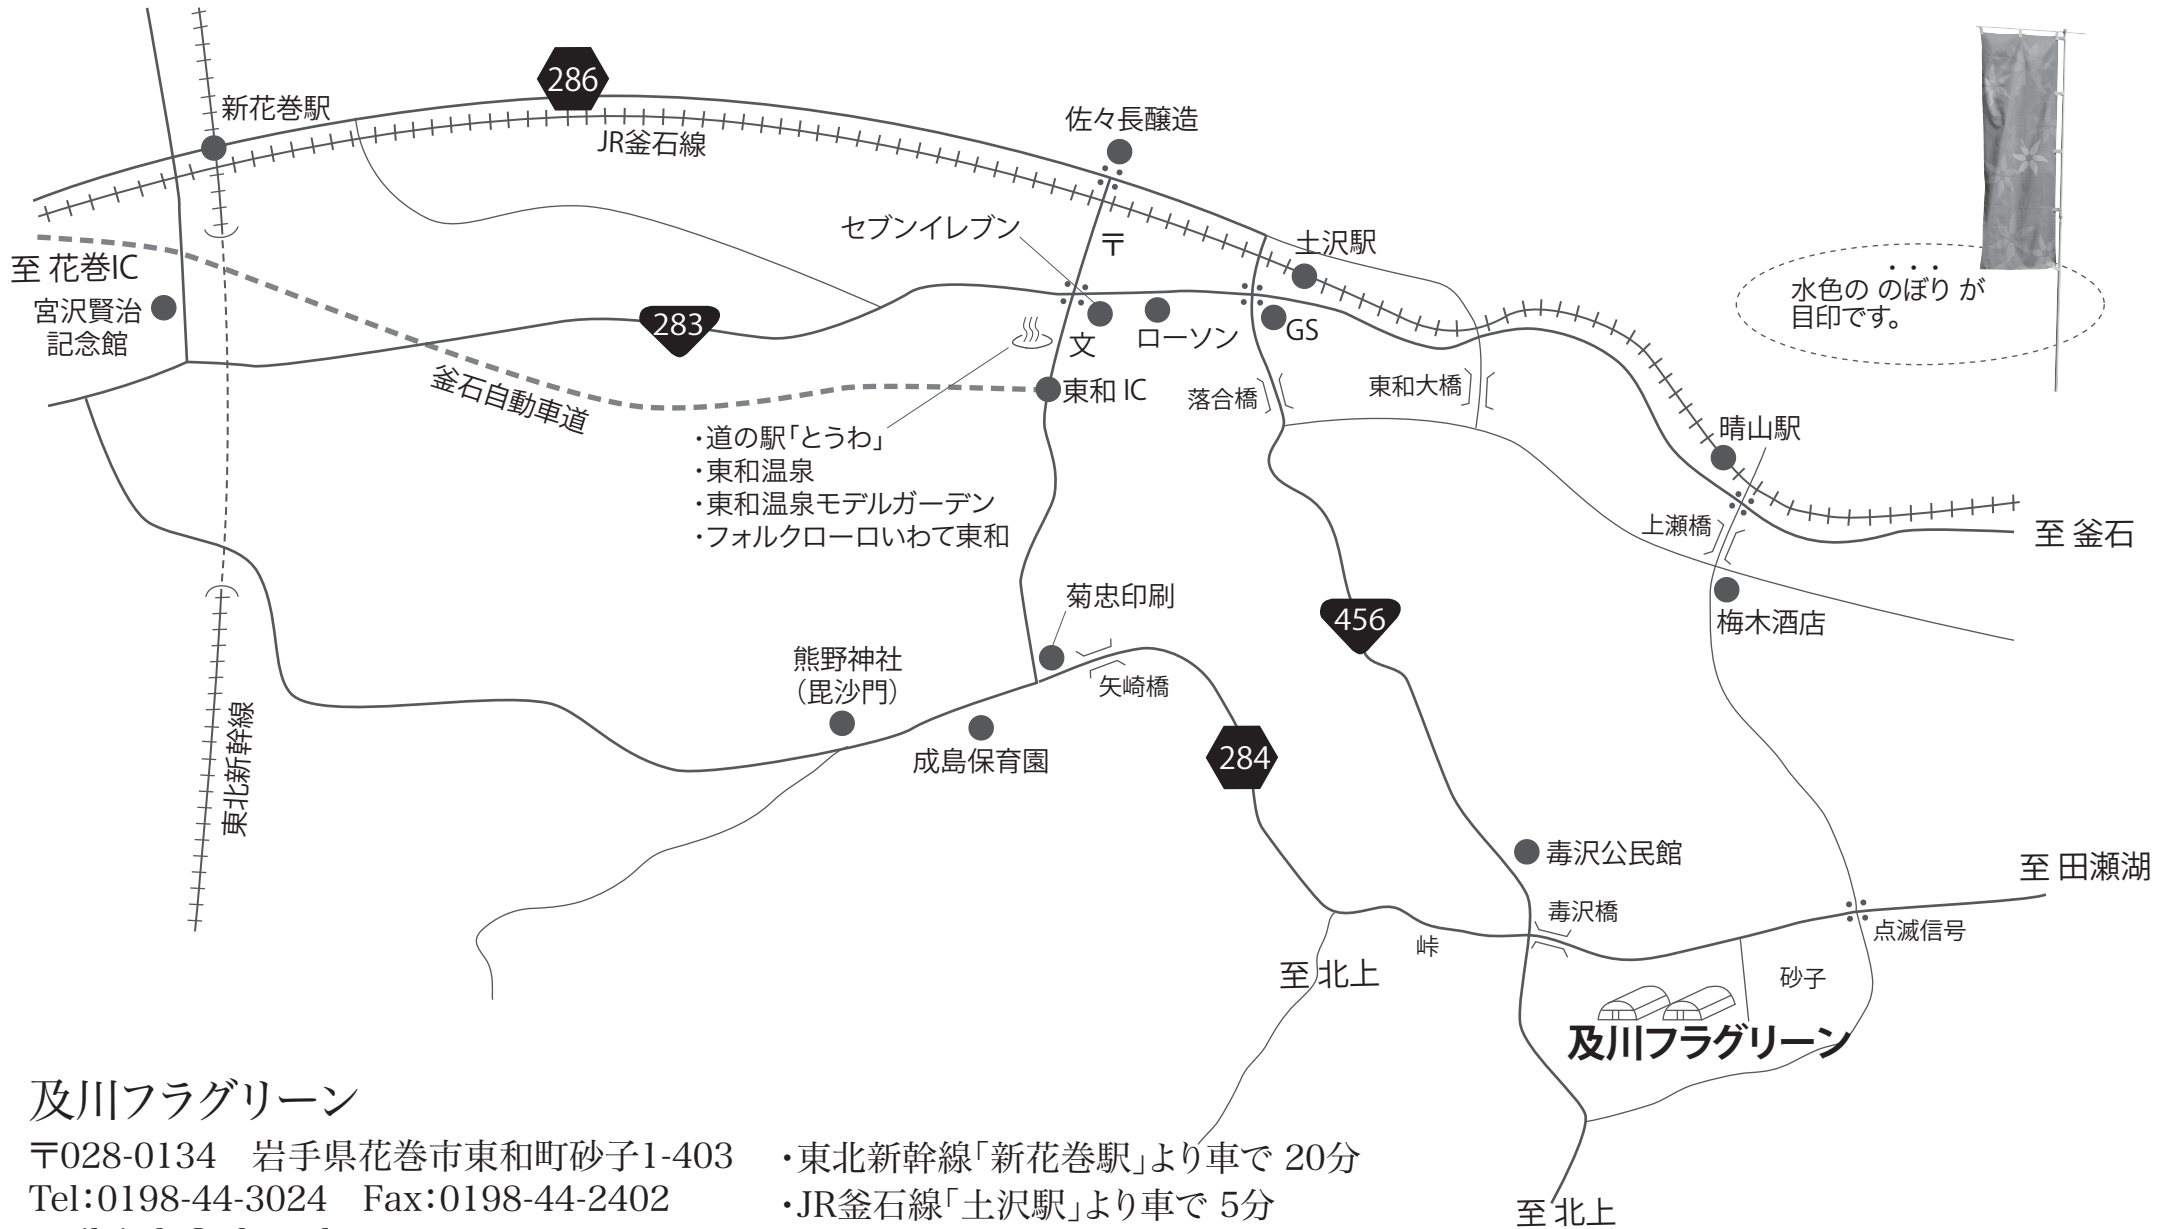 286
新花巻駅
JR釜石線
佐々長醸造
セブンイレブン
〒
土沢駅
至 花巻IC
宮沢賢治
記念館
283
文
ローソン
GS
水色の のぼり が
目印です。
釜石自動車道
東和 IC
落合橋
東和大橋
・道の駅「とうわ」
・東和温泉
・東和温泉モデルガーデン
・フォルクローロいわて東和
晴山駅
上瀬橋
至 釜石
菊忠印刷
456
梅木酒店
熊野神社
（毘沙門）
矢崎橋
東北新幹線
成島保育園
284
毒沢公民館
至 田瀬湖
毒沢橋
点滅信号
峠
至 北上
砂子
及川フラグリーン
及川フラグリーン
〒028-0134　岩手県花巻市東和町砂子1-403
Tel：0198-44-3024　Fax：0198-44-2402
・東北新幹線「新花巻駅」より車で 20分
・JR釜石線「土沢駅」より車で 5分
至 北上